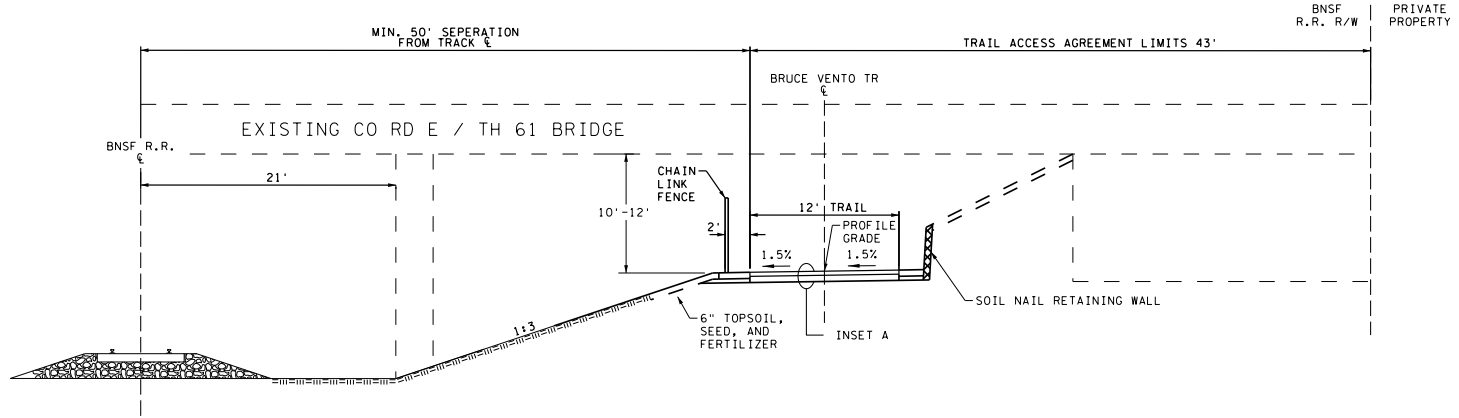 BNSF
R.R. R/W
PRIVATE
PROPERTY
MIN. 50' SEPERATION
FROM TRACK ℄
TRAIL ACCESS AGREEMENT LIMITS 43'
BRUCE VENTO TR
℄
EXISTING CO RD E / TH 61 BRIDGE
BNSF R.R.
℄
21'
CHAIN
LINK
FENCE
10'-12'
12' TRAIL
2'
PROFILE
GRADE
1.5%
1.5%
SOIL NAIL RETAINING WALL
1:3
6" TOPSOIL,
SEED, AND
FERTILIZER
INSET A